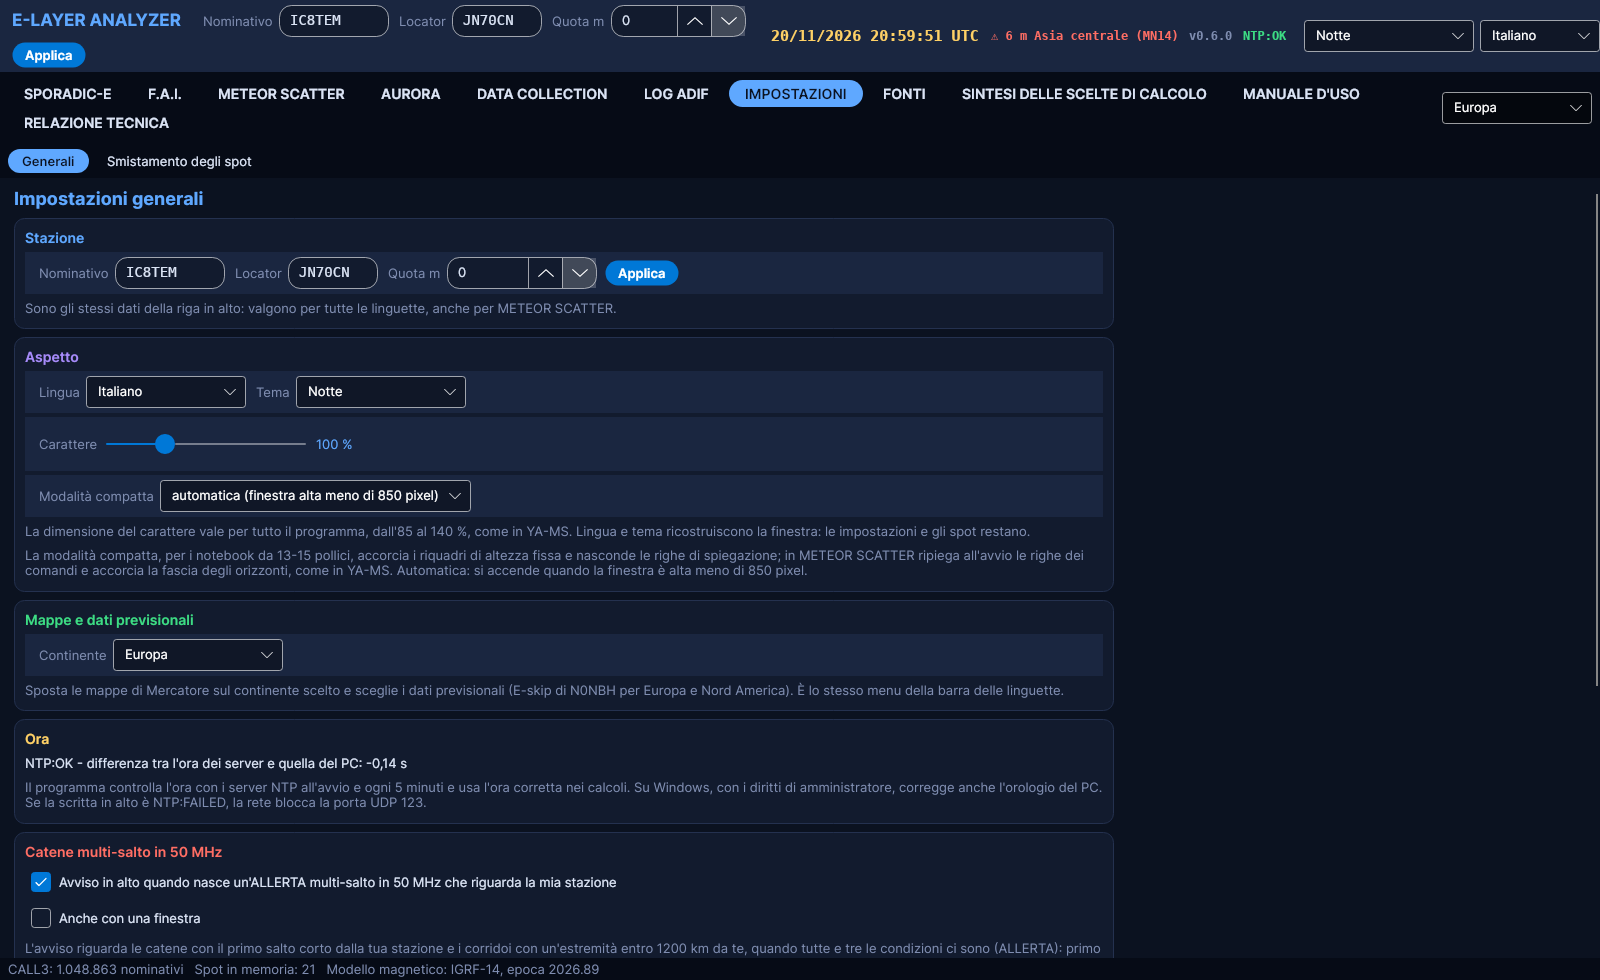 E-LAYER ANALYZER Nominativo IC8TEM Locator JN70CN Quota m 0
20/11/2026 20:59:51 UTC ⚠ 6 m Asia centrale (MN14) v0.6.0 NTP:OK Notte Italiano
Applica
SPORADIC-E F.A.I. METEOR SCATTER AURORA DATA COLLECTION LOG ADIF IMPOSTAZIONI FONTI SINTESI DELLE SCELTE DI CALCOLO MANUALE D'USO
RELAZIONE TECNICA
Europa
Generali Smistamento degli spot
Impostazioni generali
Stazione
Nominativo IC8TEM Locator JN70CN Quota m 0 Applica
Sono gli stessi dati della riga in alto: valgono per tutte le linguette, anche per METEOR SCATTER.
Aspetto
Lingua Italiano Tema Notte
Carattere 100 %
Modalità compatta automatica (finestra alta meno di 850 pixel)
La dimensione del carattere vale per tutto il programma, dall'85 al 140 %, come in YA-MS. Lingua e tema ricostruiscono la finestra: le impostazioni e gli spot restano.
La modalità compatta, per i notebook da 13-15 pollici, accorcia i riquadri di altezza fissa e nasconde le righe di spiegazione; in METEOR SCATTER ripiega all'avvio le righe dei
comandi e accorcia la fascia degli orizzonti, come in YA-MS. Automatica: si accende quando la finestra è alta meno di 850 pixel.
Mappe e dati previsionali
Continente Europa
Sposta le mappe di Mercatore sul continente scelto e sceglie i dati previsionali (E-skip di N0NBH per Europa e Nord America). È lo stesso menu della barra delle linguette.
Ora
NTP:OK - differenza tra l'ora dei server e quella del PC: -0,14 s
Il programma controlla l'ora con i server NTP all'avvio e ogni 5 minuti e usa l'ora corretta nei calcoli. Su Windows, con i diritti di amministratore, corregge anche l'orologio del PC.
Se la scritta in alto è NTP:FAILED, la rete blocca la porta UDP 123.
Catene multi-salto in 50 MHz
Avviso in alto quando nasce un'ALLERTA multi-salto in 50 MHz che riguarda la mia stazione
Anche con una finestra
L'avviso riguarda le catene con il primo salto corto dalla tua stazione e i corridoi con un'estremità entro 1200 km da te, quando tutte e tre le condizioni ci sono (ALLERTA): primo
CALL3: 1.048.863 nominativi Spot in memoria: 21 Modello magnetico: IGRF-14, epoca 2026.89